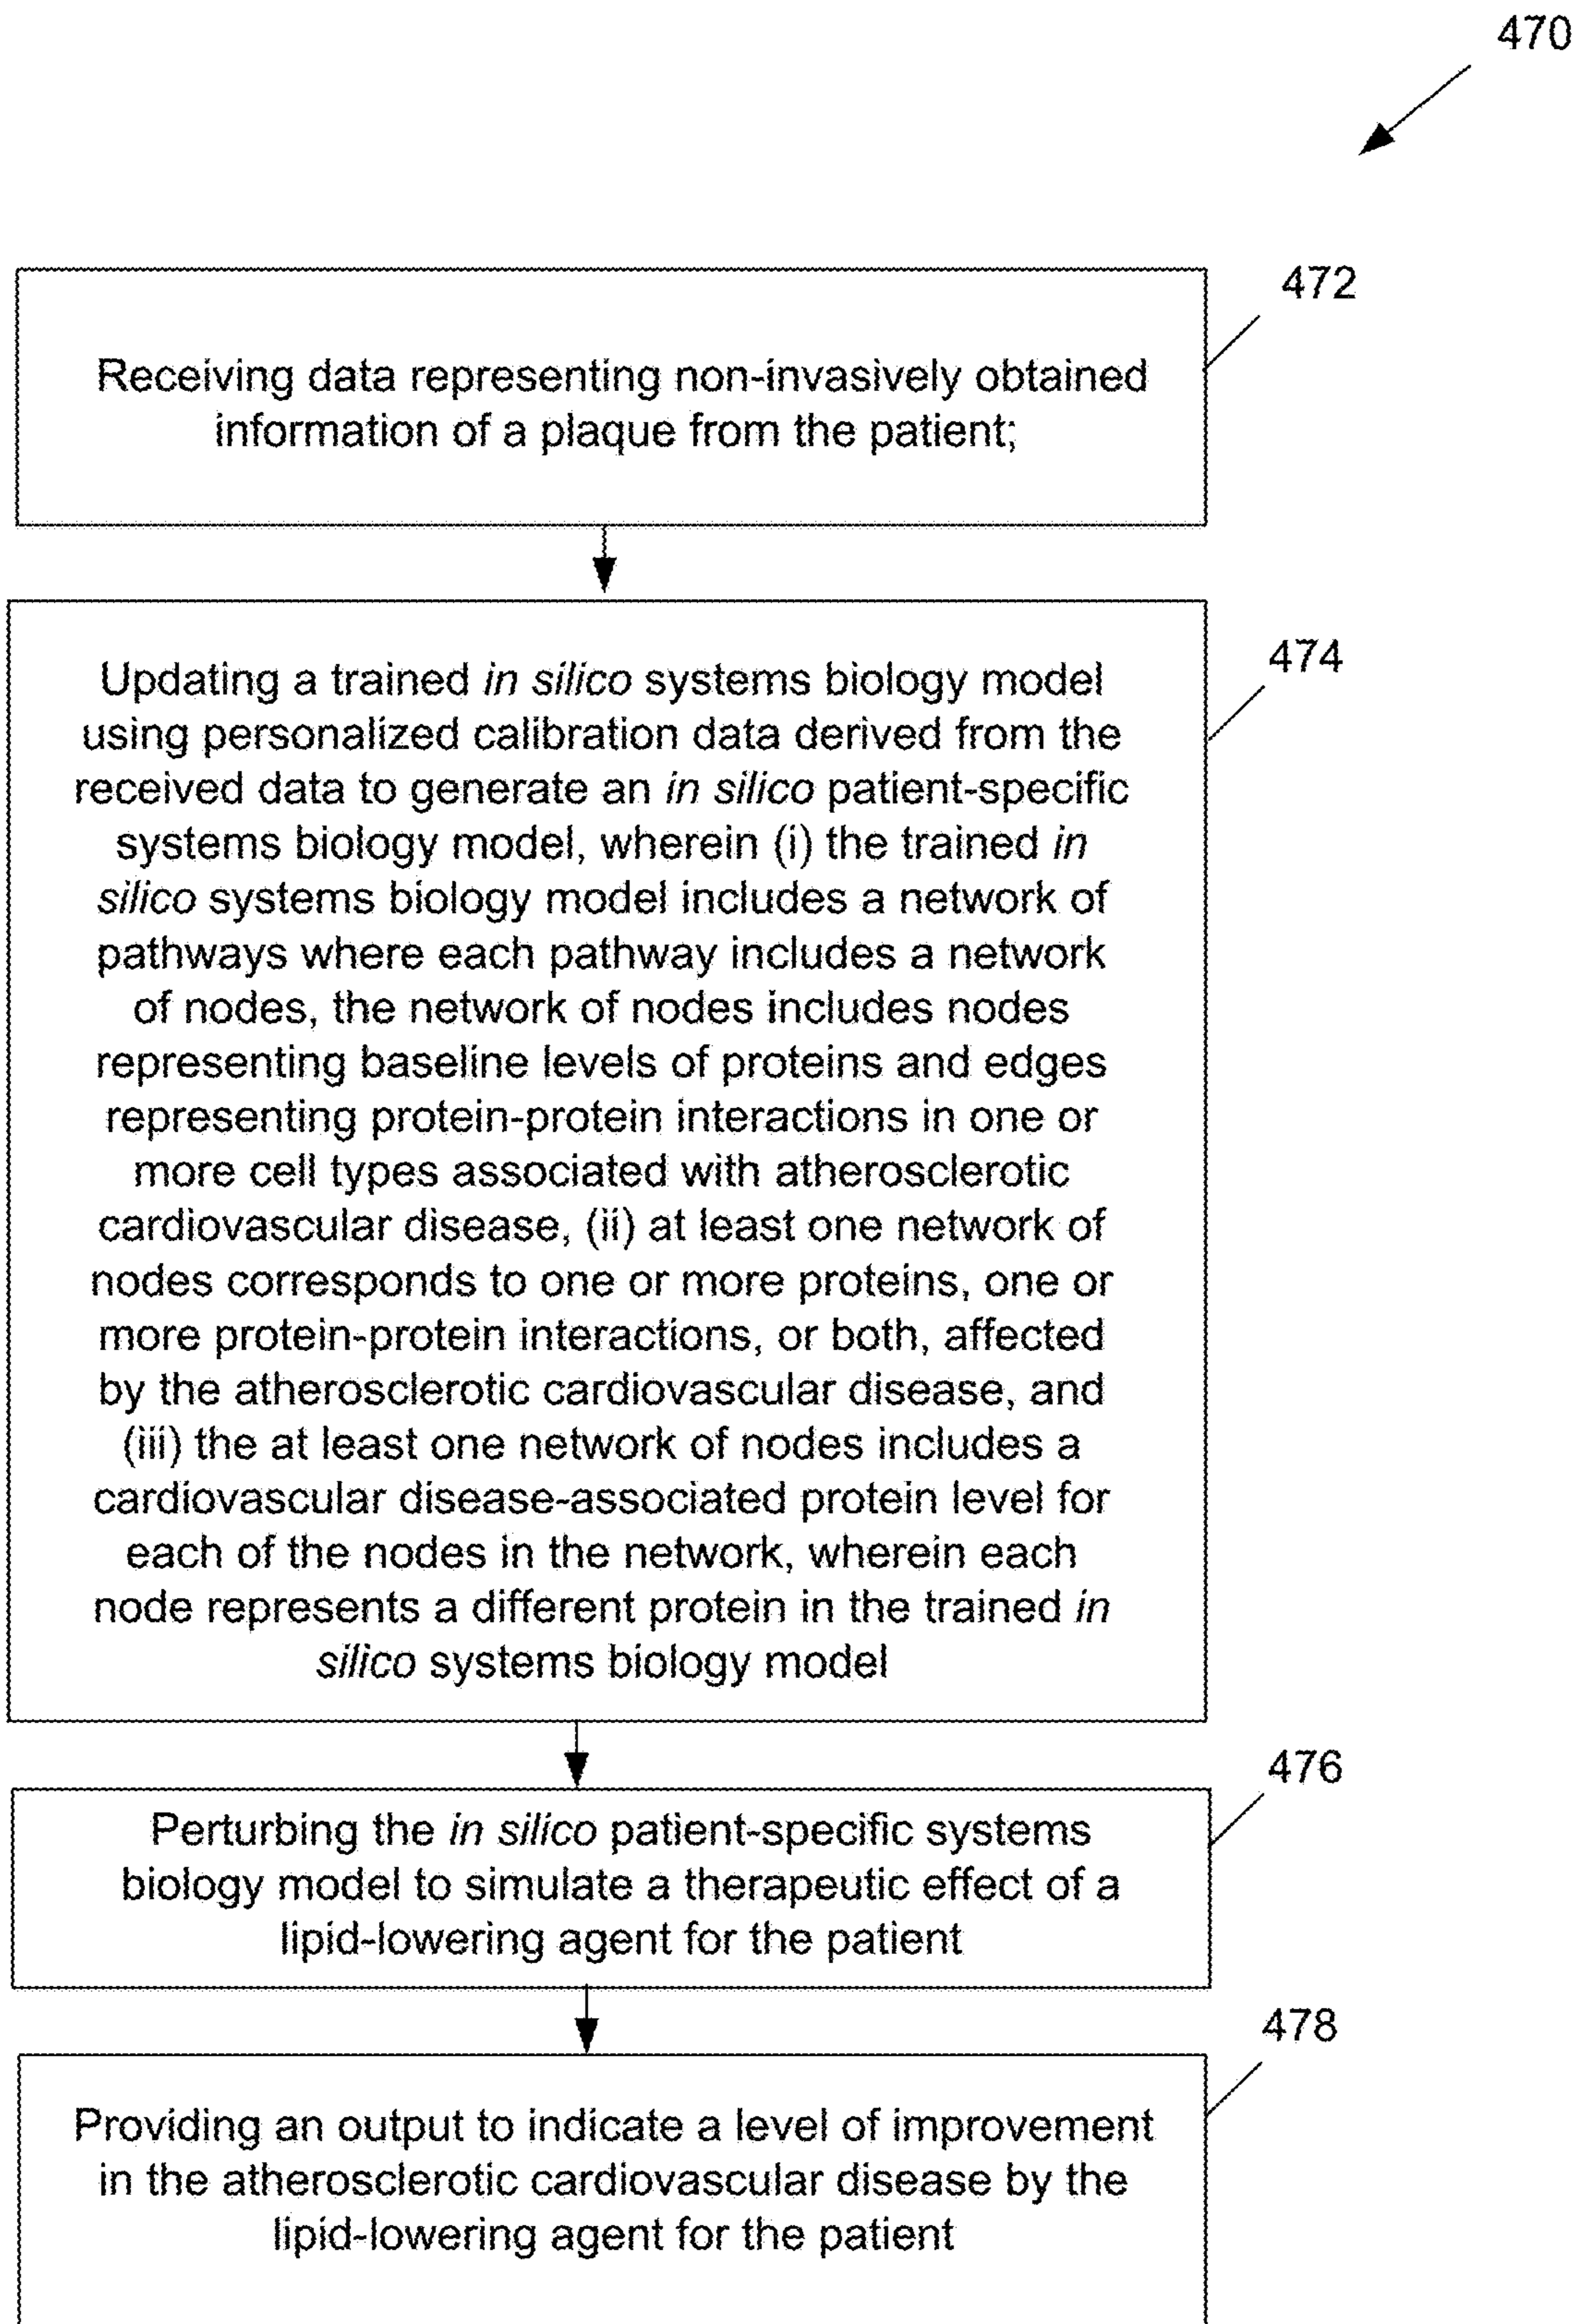 470
472
Receiving data representing non-invasively obtained
information of a plaque from the patient;
474
Updating a trained in silico systems biology model
using personalized calibration data derived from the
received data to generate an in silico patient-specific
systems biology model, wherein (i) the trained in
silico systems biology model includes a network of
pathways where each pathway includes a network
of nodes, the network of nodes includes nodes
representing baseline levels of proteins and edges
representing protein-protein interactions in one or
more cell types associated with atherosclerotic
cardiovascular disease, (ii) at least one network of
nodes corresponds to one or more proteins, one or
more protein-protein interactions, or both, affected
by the atherosclerotic cardiovascular disease, and
(iii) the at least one network of nodes includes a
cardiovascular disease-associated protein level for
each of the nodes in the network, wherein each
node represents a different protein in the trained in
silico systems biology model
476
Perturbing the in silico patient-specific systems
biology model to simulate a therapeutic effect of a
lipid-lowering agent for the patient
478
Providing an output to indicate a level of improvement
in the atherosclerotic cardiovascular disease by the
lipid-lowering agent for the patient